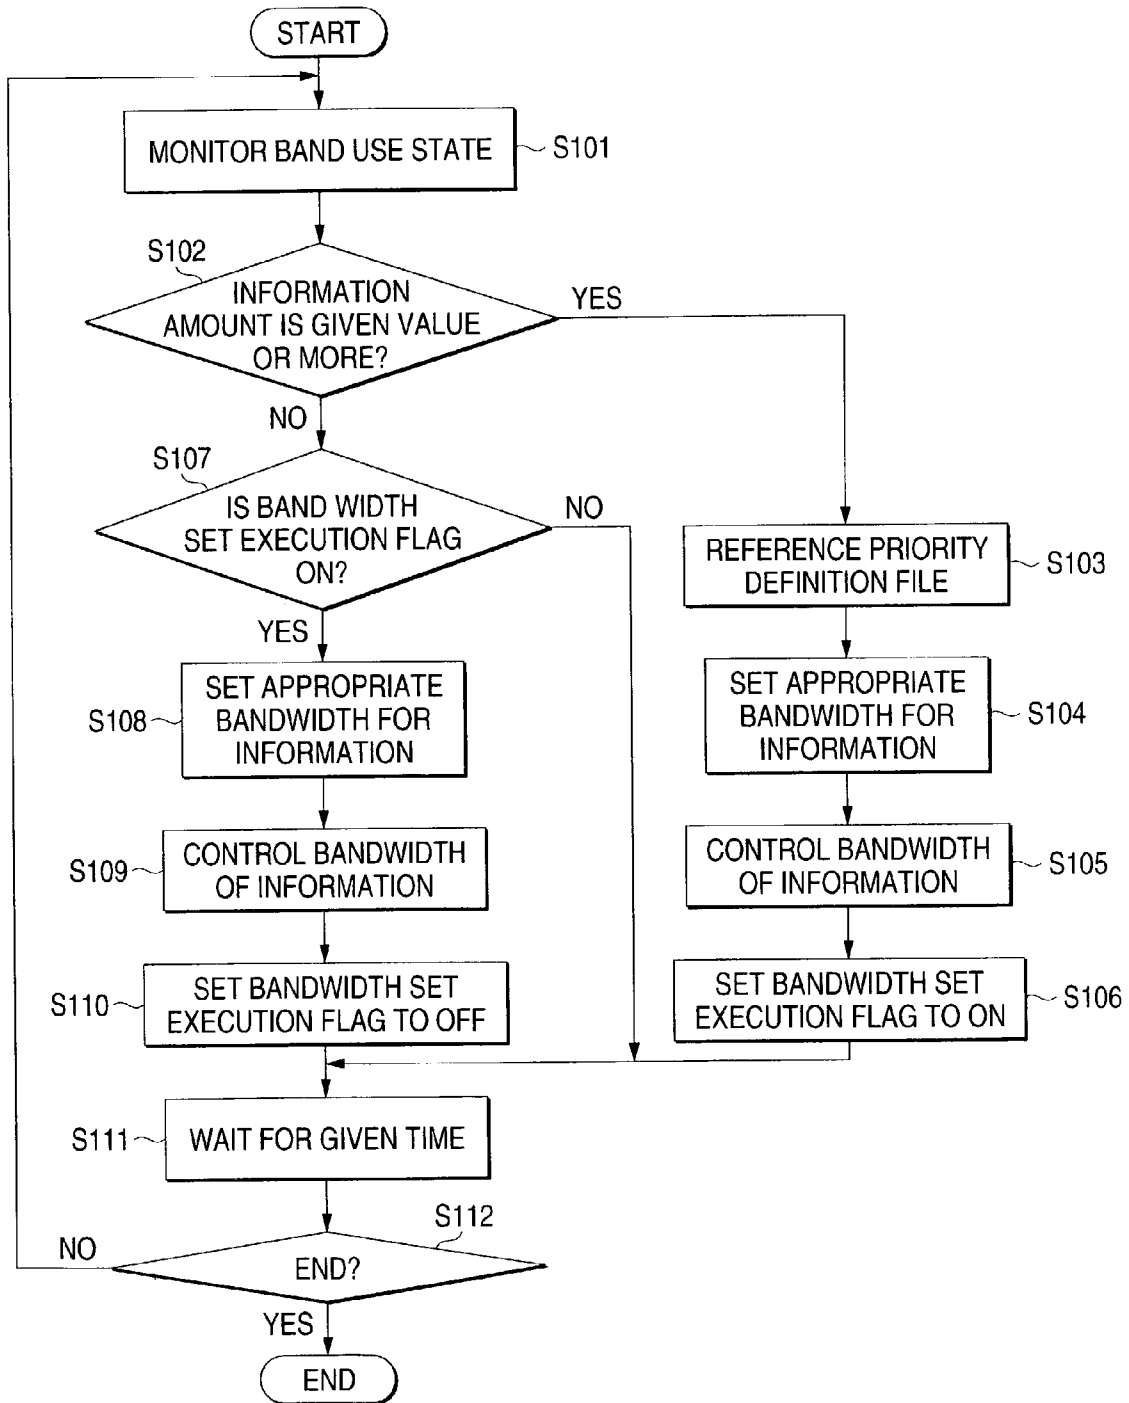 START
MONITOR BAND USE STATE
S101
S102
INFORMATION
AMOUNT IS GIVEN VALUE
OR MORE?
YES
NO
S107
IS BAND WIDTH
SET EXECUTION FLAG
ON?
NO
YES
REFERENCE PRIORITY
DEFINITION FILE
S103
S108
SET APPROPRIATE
BANDWIDTH FOR
INFORMATION
SET APPROPRIATE
BANDWIDTH FOR
INFORMATION
S104
S109
CONTROL BANDWIDTH
OF INFORMATION
CONTROL BANDWIDTH
OF INFORMATION
S105
S110
SET BANDWIDTH SET
EXECUTION FLAG TO OFF
SET BANDWIDTH SET
EXECUTION FLAG TO ON
S106
S111
WAIT FOR GIVEN TIME
S112
NO
END?
YES
END